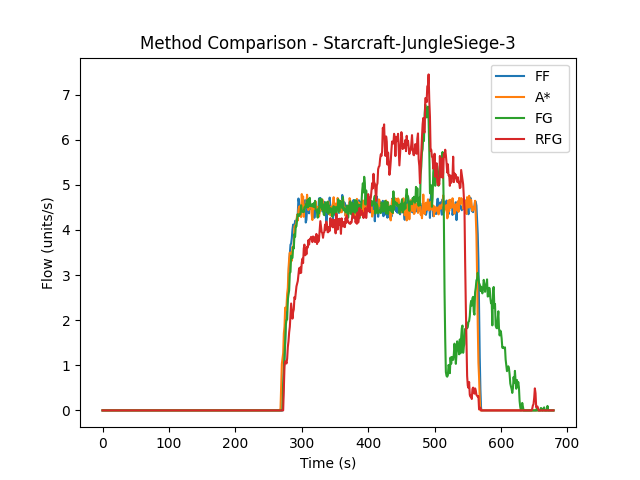 Method Comparison - Starcraft-JungleSiege-3
FF
A*
FG
RFG
7
6
5
4
3
2
1
0
Flow (units/s)
0 100 200 300 400 500 600 700
Time (s)